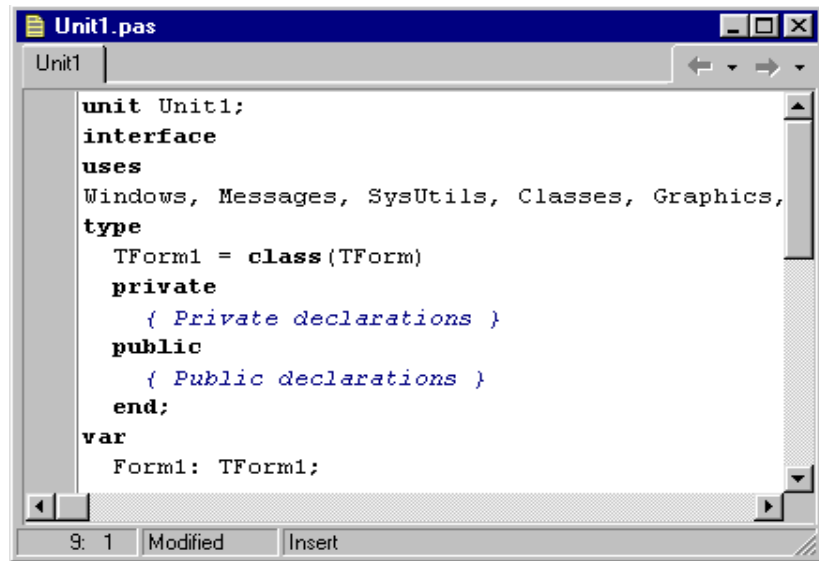 Unit1.pas
Unit1
unit Unit1;
interface
uses
Windows, Messages, SysUtils, Classes, Graphics,
type
  TForm1 = class(TForm)
  private
    { Private declarations }
  public
    { Public declarations }
  end;
var
  Form1: TForm1;
9: 1 Modified Insert